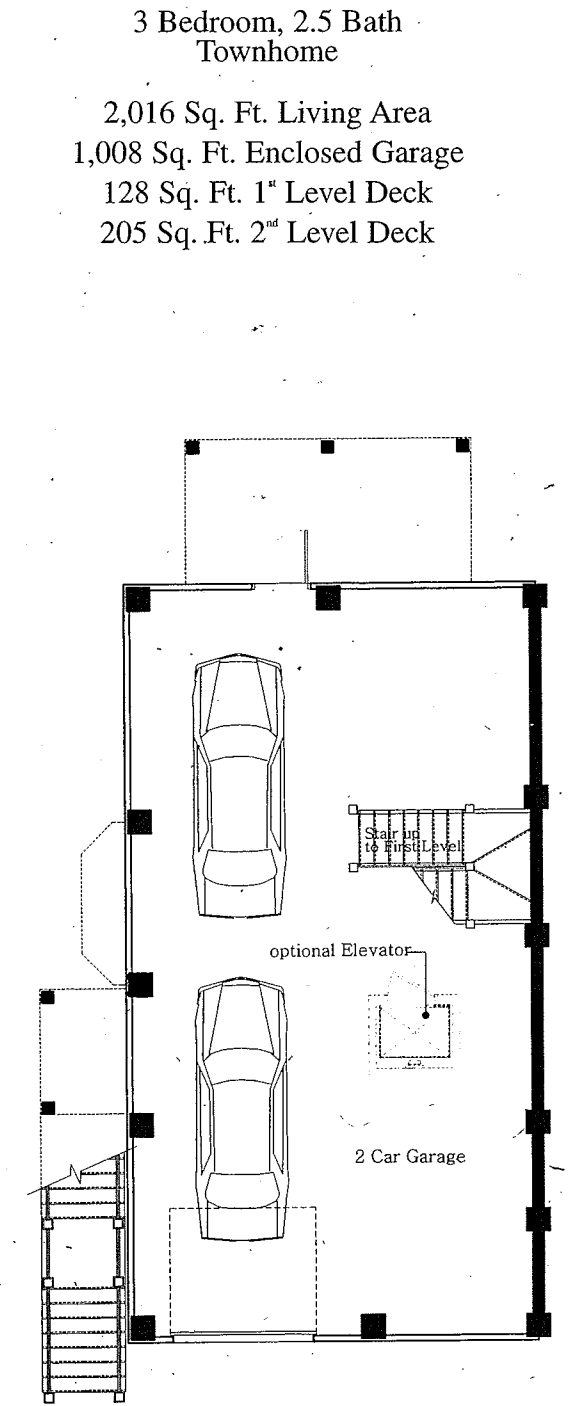 3 Bedroom, 2.5 Bath
Townhome
2,016 Sq. Ft. Living Area
1,008 Sq. Ft. Enclosed Garage
128 Sq. Ft. 1st Level Deck
205 Sq. Ft. 2nd Level Deck
Stair up
to First Level
optional Elevator
2 Car Garage